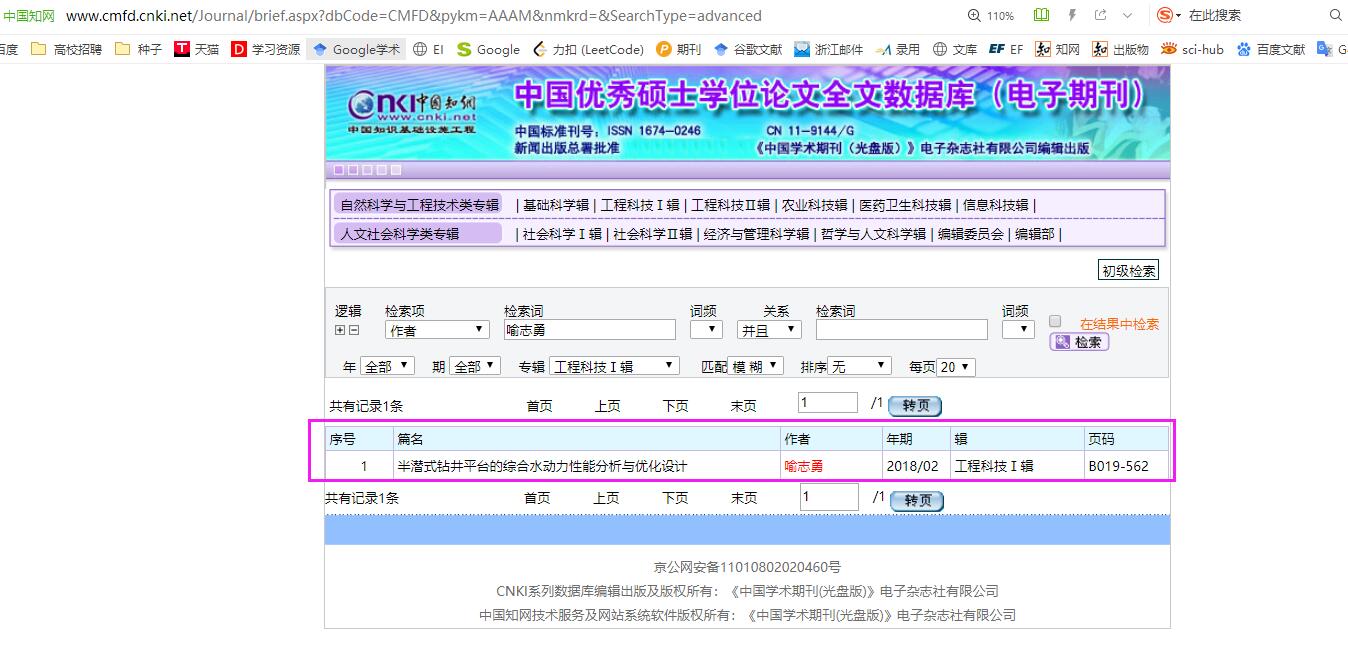 中国知网 www.cmfd.cnki.net/Journal/brief.aspx?dbCode=CMFD&pykm=AAAM&nmkrd=&SearchType=advanced 110% 在此搜索
百度 高校招聘 种子 天猫 学习资源 Google学术 EI Google 力扣 (LeetCode) 期刊 谷歌文献 浙江邮件 录用 文库 EF 知网 出版物 sci-hub 百度文献 G
CNKI中国知网
www.cnki.net
中国知识基础设施工程
中国优秀硕士学位论文全文数据库（电子期刊）
中国标准刊号：ISSN 1674-0246 CN 11-9144/G
新闻出版总署批准 《中国学术期刊（光盘版）》电子杂志社有限公司编辑出版
自然科学与工程技术类专辑 | 基础科学辑 | 工程科技Ⅰ辑 | 工程科技Ⅱ辑 | 农业科技辑 | 医药卫生科技辑 | 信息科技辑 |
人文社会科学类专辑 | 社会科学Ⅰ辑 | 社会科学Ⅱ辑 | 经济与管理科学辑 | 哲学与人文科学辑 | 编辑委员会 | 编辑部 |
初级检索
逻辑 检索项 检索词 词频 关系 检索词 词频
作者 喻志勇 并且 在结果中检索
检索
年 全部 期 全部 专辑 工程科技Ⅰ辑 匹配 模 糊 排序 无 每页 20
共有记录1条 首页 上页 下页 末页 1 /1 转页
序号 篇名 作者 年期 辑 页码
1 半潜式钻井平台的综合水动力性能分析与优化设计 喻志勇 2018/02 工程科技Ⅰ辑 B019-562
共有记录1条 首页 上页 下页 末页 1 /1 转页
京公网安备11010802020460号
CNKI系列数据库编辑出版及版权所有：《中国学术期刊(光盘版)》电子杂志社有限公司
中国知网技术服务及网站系统软件版权所有：《中国学术期刊(光盘版)》电子杂志社有限公司